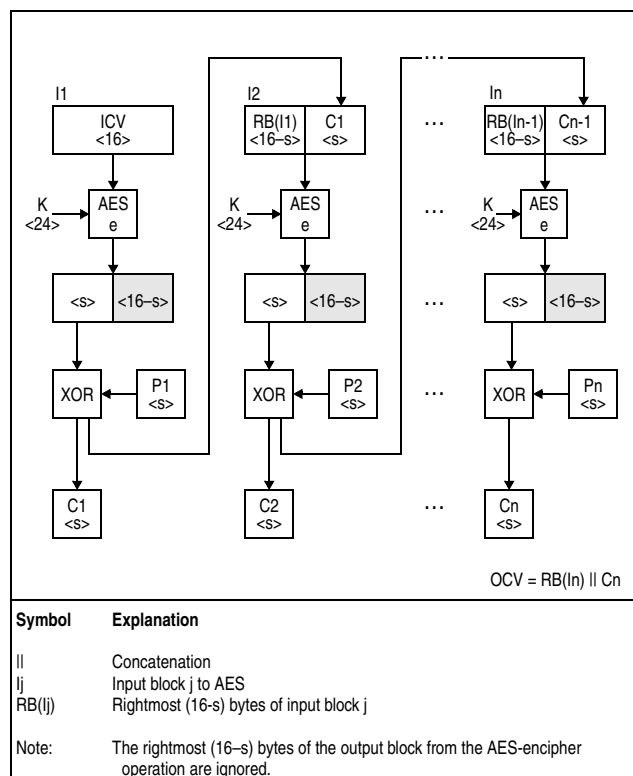 ...
I1 I2 In
ICV RB(I1) C1 RB(In-1) Cn-1
<16> <16–s> <s> ... <16–s> <s>
K AES K AES ... K AES
<24> e <24> e <24> e
<s> <16–s> <s> <16–s> ... <s> <16–s>
XOR P1 XOR P2 ... XOR Pn
<s> <s> <s>
C1 C2 ... Cn
<s> <s> <s>
OCV = RB(In) || Cn
Symbol Explanation
|| Concatenation
Ij Input block j to AES
RB(Ij) Rightmost (16-s) bytes of input block j
Note: The rightmost (16–s) bytes of the output block from the AES-encipher
operation are ignored.